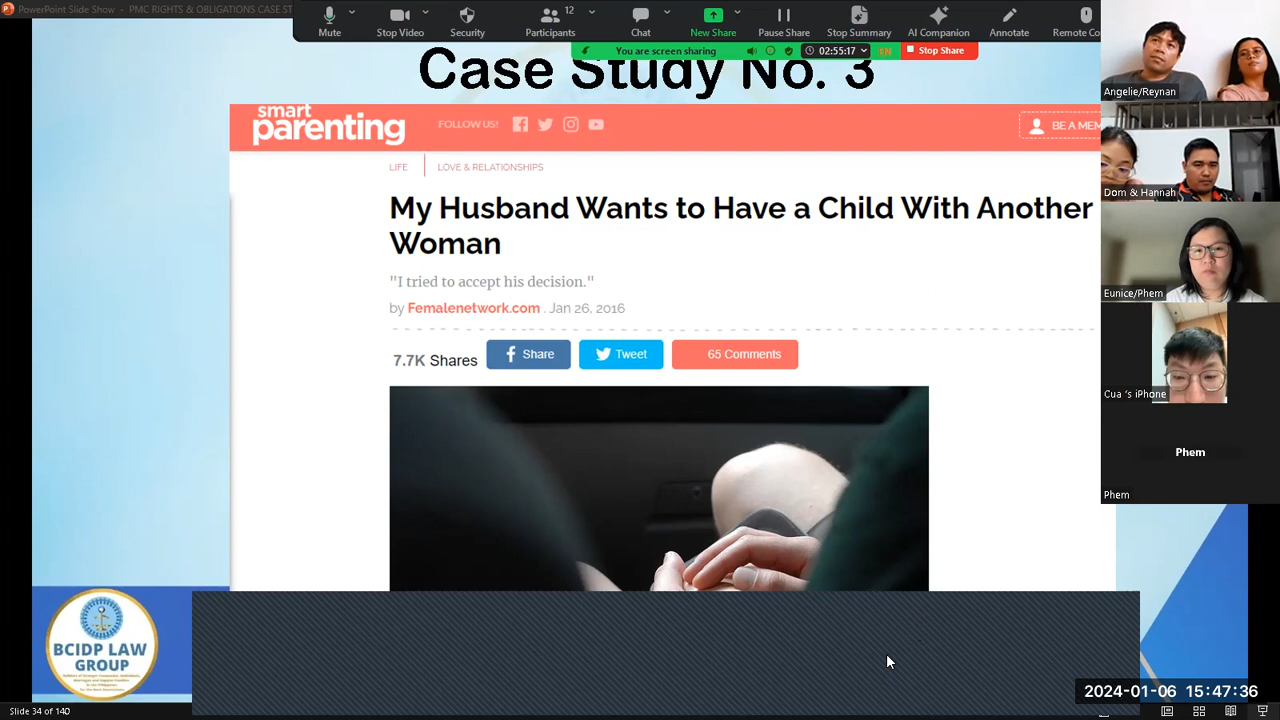 PowerPoint Slide Show - PMC RIGHTS & OBLIGATIONS CASE ST
Mute
Stop Video
Security
12
Participants
Chat
New Share
Pause Share
Stop Summary
AI Companion
Annotate
Remote Co
You are screen sharing
02:55:17
EN
Stop Share
Case Study No. 3
smart
parenting
FOLLOW US!
BE A MEM
LIFE
LOVE & RELATIONSHIPS
My Husband Wants to Have a Child With Another
Woman
"I tried to accept his decision."
by Femalenetwork.com . Jan 26, 2016
7.7K Shares
Share
Tweet
65 Comments
Angelie/Reynan
Dom & Hannah
Eunice/Phem
Cua 's iPhone
Phem
Phem
BCIDP LAW
GROUP
2024-01-06 15:47:36
Slide 34 of 140